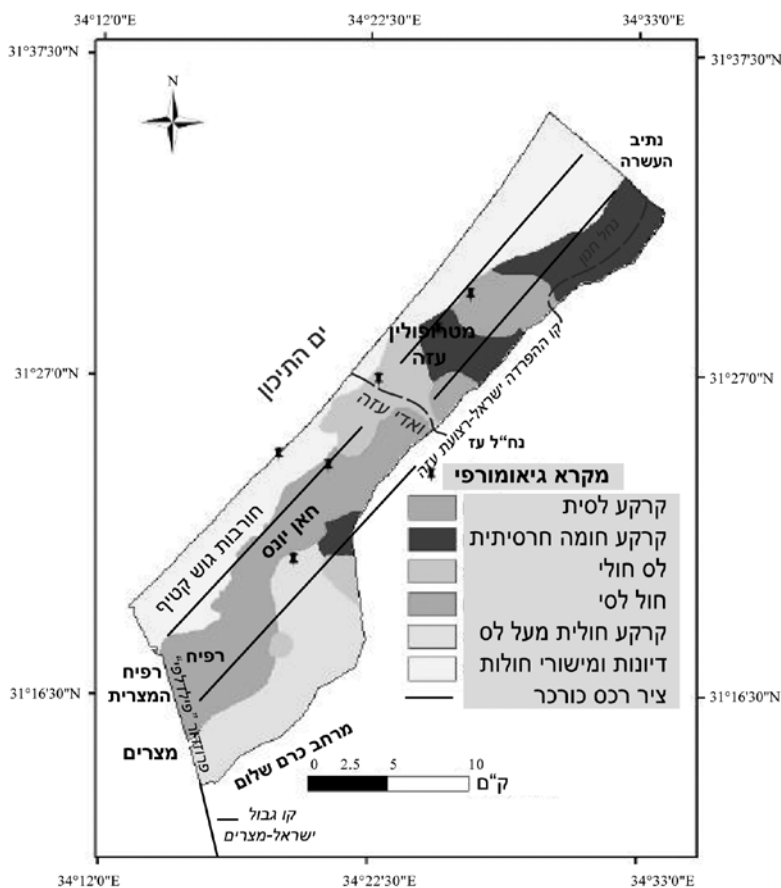 34°12'0"E 34°22'30"E 34°33'0"E
31°37'30"N 31°37'30"N
N
נתיב
העשרה
נחל חנון
מטרופולין
עזה
ים התיכון
31°27'0"N 31°27'0"N
ואדי עזה
קו ההפרדה ישראל-רצועת עזה
נח"ל עז
חאן יונס
חורבות גוש קטיף
מקרא גיאומורפי
קרקע לסית
קרקע חומה חרסיתית
לס חולי
חול לסי
קרקע חולית מעל לס
דיונות ומישורי חולות
ציר רכס כורכר
רפיח
רפיח
המצרית
פרוזדור "פילדלפי"
31°16'30"N 31°16'30"N
מצרים
מרחב כרם שלום
0 2.5 5 10
ק"ם
קו גבול
ישראל-מצרים
34°12'0"E 34°22'30"E 34°33'0"E